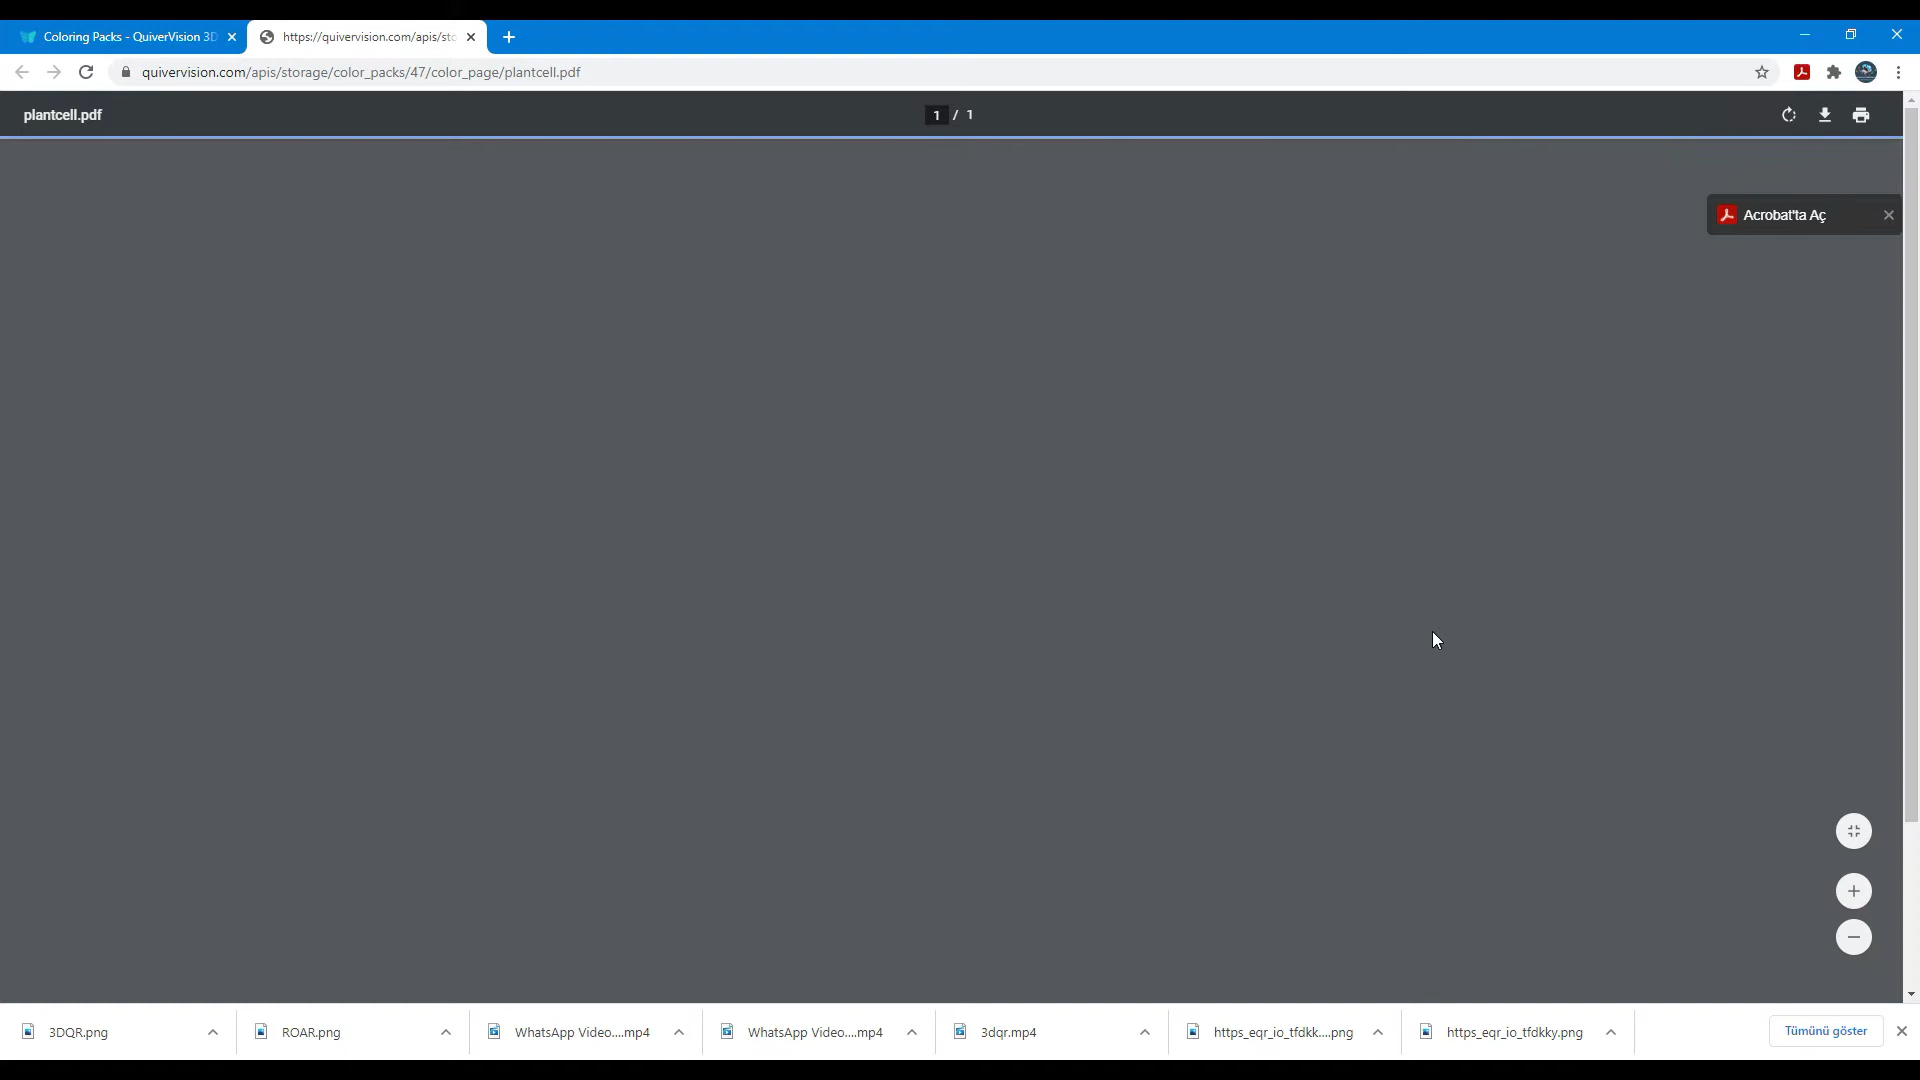 Coloring Packs - QuiverVision 3D
https://quivervision.com/apis/sto
quivervision.com/apis/storage/color_packs/47/color_page/plantcell.pdf
plantcell.pdf
1 / 1
Acrobat'ta Aç
3DQR.png
ROAR.png
WhatsApp Video....mp4
WhatsApp Video....mp4
3dqr.mp4
https_eqr_io_tfdkk....png
https_eqr_io_tfdkky.png
Tümünü göster